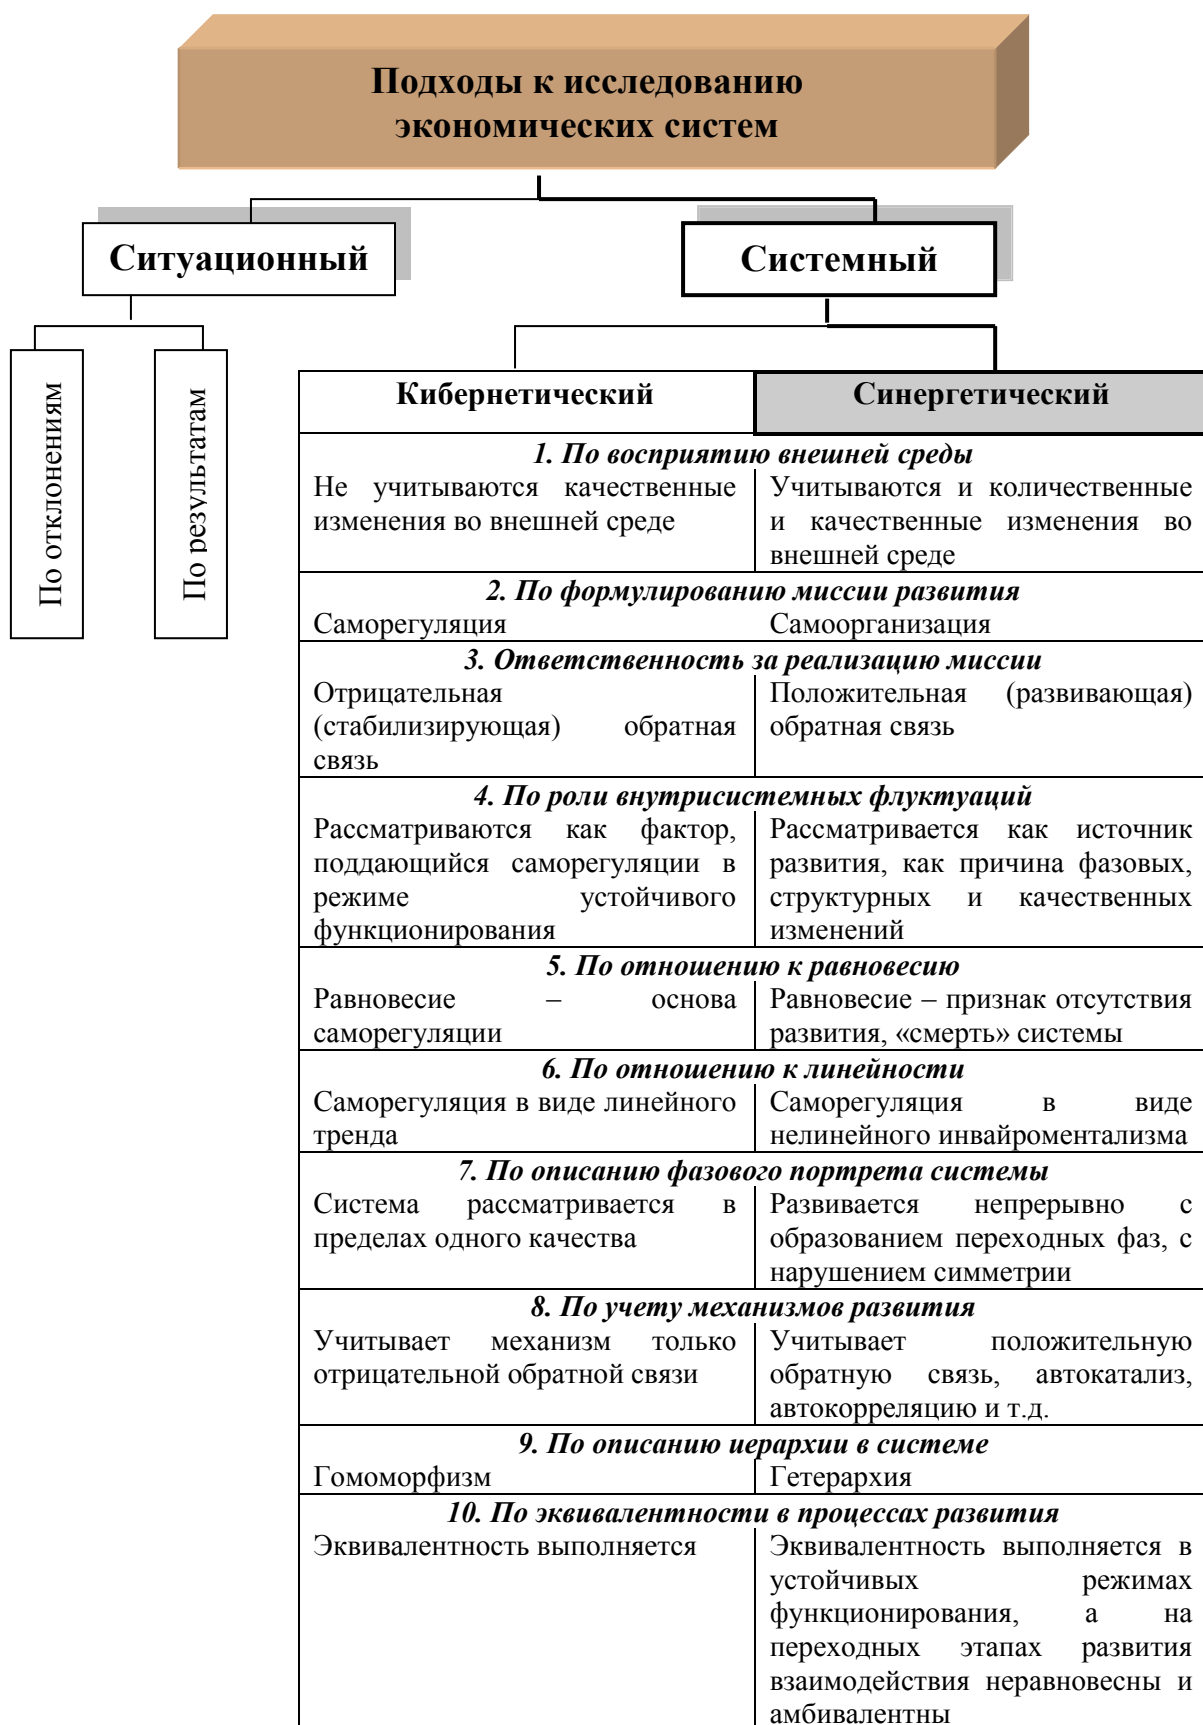 Подходы к исследованию
экономических систем
Ситуационный
Системный
По отклонениям
По результатам
Кибернетический
Синергетический
1. По восприятию внешней среды
Не учитываются качественные
изменения во внешней среде
Учитываются и количественные
и качественные изменения во
внешней среде
2. По формулированию миссии развития
Саморегуляция
Самоорганизация
3. Ответственность за реализацию миссии
Отрицательная
(стабилизирующая) обратная
связь
Положительная (развивающая)
обратная связь
4. По роли внутрисистемных флуктуаций
Рассматриваются как фактор,
поддающийся саморегуляции в
режиме устойчивого
функционирования
Рассматривается как источник
развития, как причина фазовых,
структурных и качественных
изменений
5. По отношению к равновесию
Равновесие – основа
саморегуляции
Равновесие – признак отсутствия
развития, «смерть» системы
6. По отношению к линейности
Саморегуляция в виде линейного
тренда
Саморегуляция в виде
нелинейного инвайроментализма
7. По описанию фазового портрета системы
Система рассматривается в
пределах одного качества
Развивается непрерывно с
образованием переходных фаз, с
нарушением симметрии
8. По учету механизмов развития
Учитывает механизм только
отрицательной обратной связи
Учитывает положительную
обратную связь, автокатализ,
автокорреляцию и т.д.
9. По описанию иерархии в системе
Гомоморфизм
Гетерархия
10. По эквивалентности в процессах развития
Эквивалентность выполняется
Эквивалентность выполняется в
устойчивых режимах
функционирования, а на
переходных этапах развития
взаимодействия неравновесны и
амбивалентны